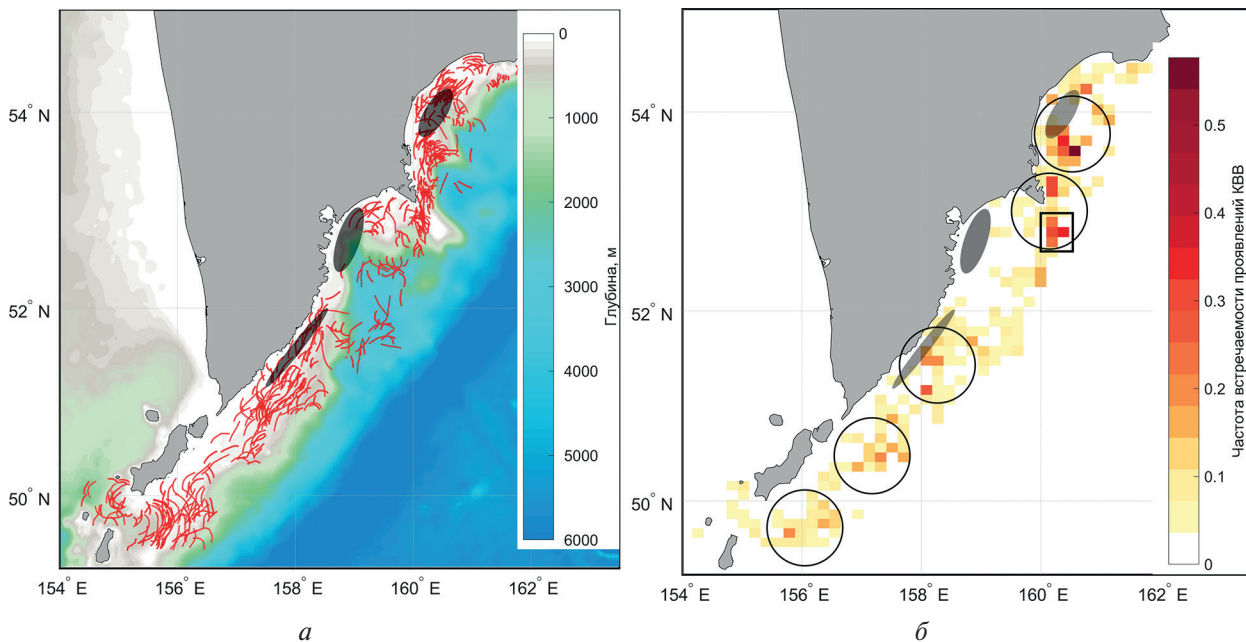 0
1000
2000
3000
4000
5000
6000
Глубина, м
54° N
52° N
50° N
154° E
156° E
158° E
160° E
162° E
а
0.5
0.4
0.3
0.2
0.1
0
Частота встречаемости проявлений КВВ
54° N
52° N
50° N
154° E
156° E
158° E
160° E
162° E
б